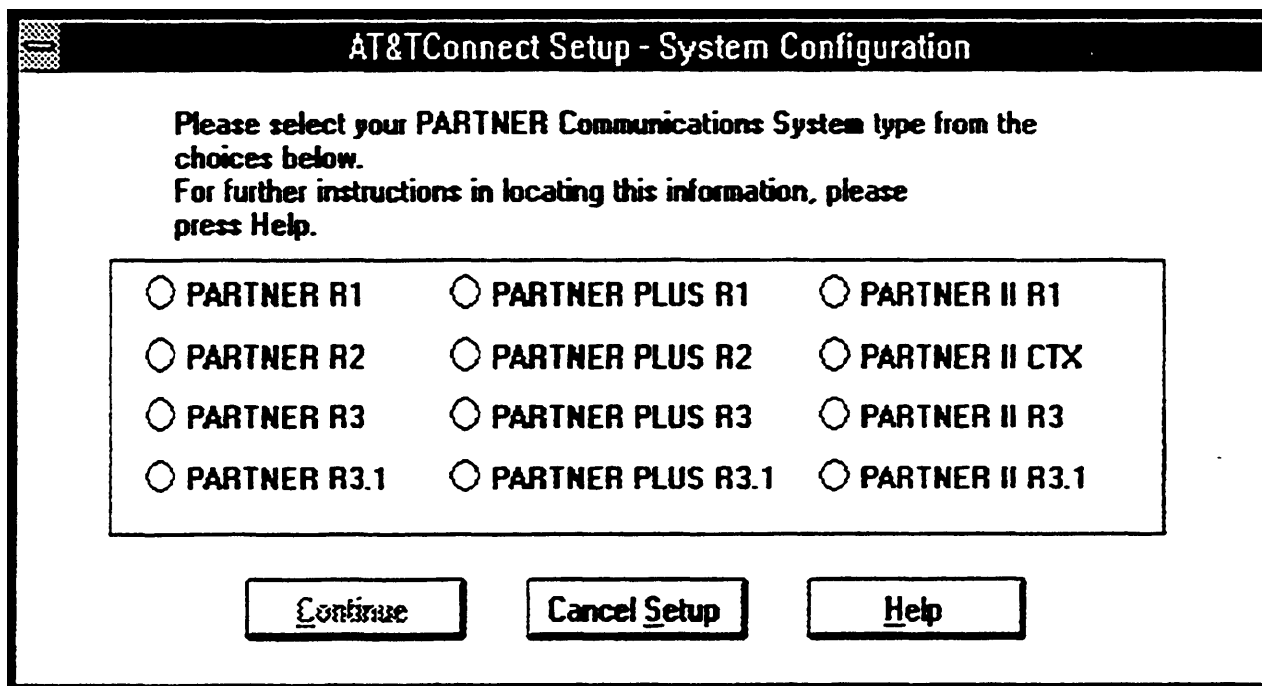 AT&TConnect Setup - System Configuration
Please select your PARTNER Communications System type from the
choices below.
For further instructions in locating this information, please
press Help.
PARTNER R1 PARTNER PLUS R1 PARTNER II R1
PARTNER R2 PARTNER PLUS R2 PARTNER II CTX
PARTNER R3 PARTNER PLUS R3 PARTNER II R3
PARTNER R3.1 PARTNER PLUS R3.1 PARTNER II R3.1
Continue Cancel Setup Help